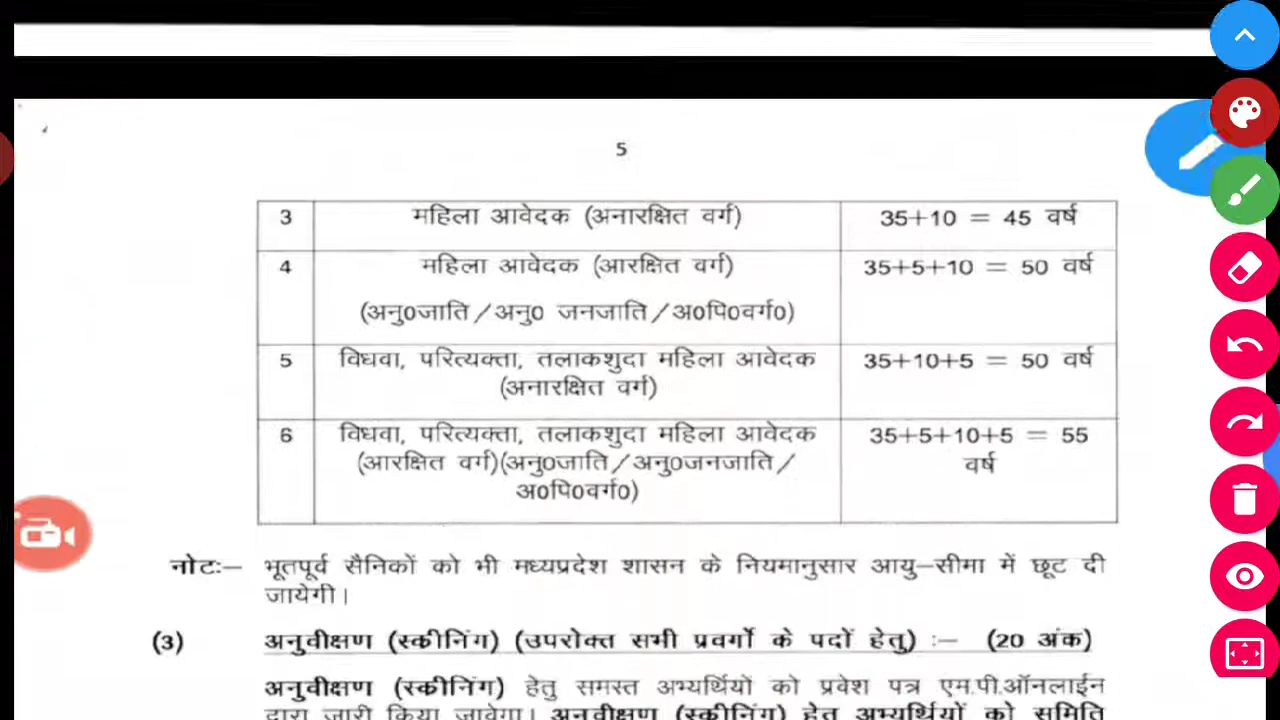 5
3 महिला आवेदक (अनारक्षित वर्ग) 35+10 = 45 वर्ष
4 महिला आवेदक (आरक्षित वर्ग) 35+5+10 = 50 वर्ष
(अनु0जाति/अनु0 जनजाति/अ0पि0वर्ग0)
5 विधवा, परित्यक्ता, तलाकशुदा महिला आवेदक 35+10+5 = 50 वर्ष
(अनारक्षित वर्ग)
6 विधवा, परित्यक्ता, तलाकशुदा महिला आवेदक 35+5+10+5 = 55
(आरक्षित वर्ग)(अनु0जाति/अनु0जनजाति/ वर्ष
अ0पि0वर्ग0)
नोटः— भूतपूर्व सैनिकों को भी मध्यप्रदेश शासन के नियमानुसार आयु–सीमा में छूट दी
जायेगी।
(3) अनुवीक्षण (स्कीनिंग) (उपरोक्त सभी प्रवर्गो के पदों हेतु) :— (20 अंक)
अनुवीक्षण (स्कीनिंग) हेतु समस्त अभ्यर्थियों को प्रवेश पत्र एम.पी.ऑनलाईन
द्वारा जारी किया जावेगा। अनुवीक्षण (स्कीनिंग) हेतु अभ्यर्थियों को समिति